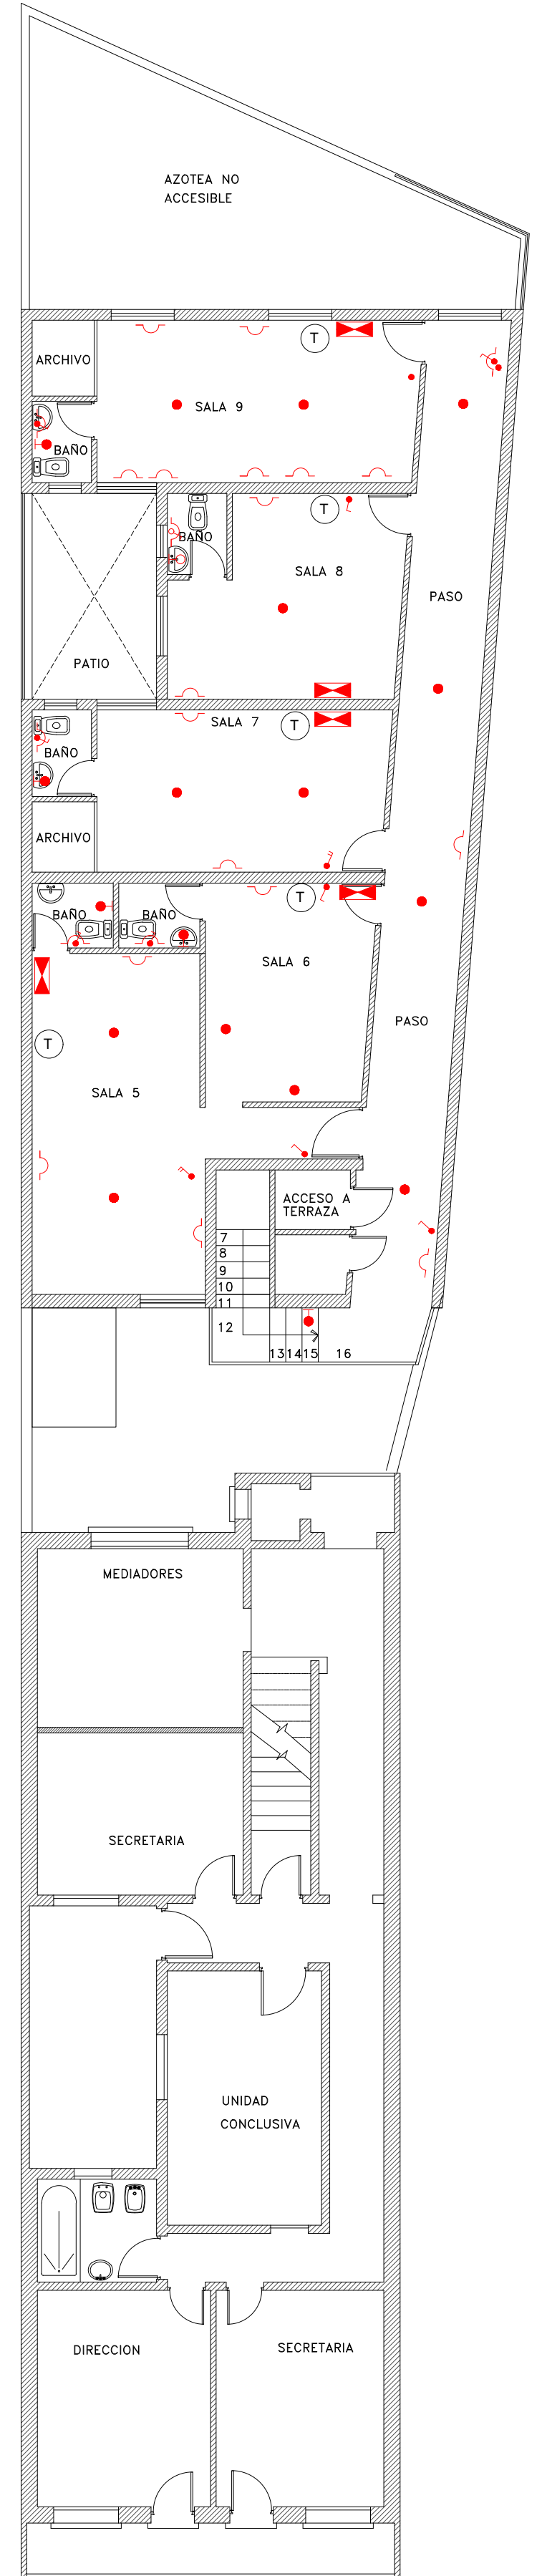 AZOTEA NO
ACCESIBLE
T
ARCHIVO
SALA 9
BAÑO
T
BAÑO
SALA 8
PASO
PATIO
SALA 7
T
BAÑO
ARCHIVO
T
BAÑO
BAÑO
SALA 6
PASO
T
SALA 5
ACCESO A
TERRAZA
7
8
9
10
11
12
13 14 15 16
MEDIADORES
SECRETARIA
UNIDAD
CONCLUSIVA
DIRECCION
SECRETARIA